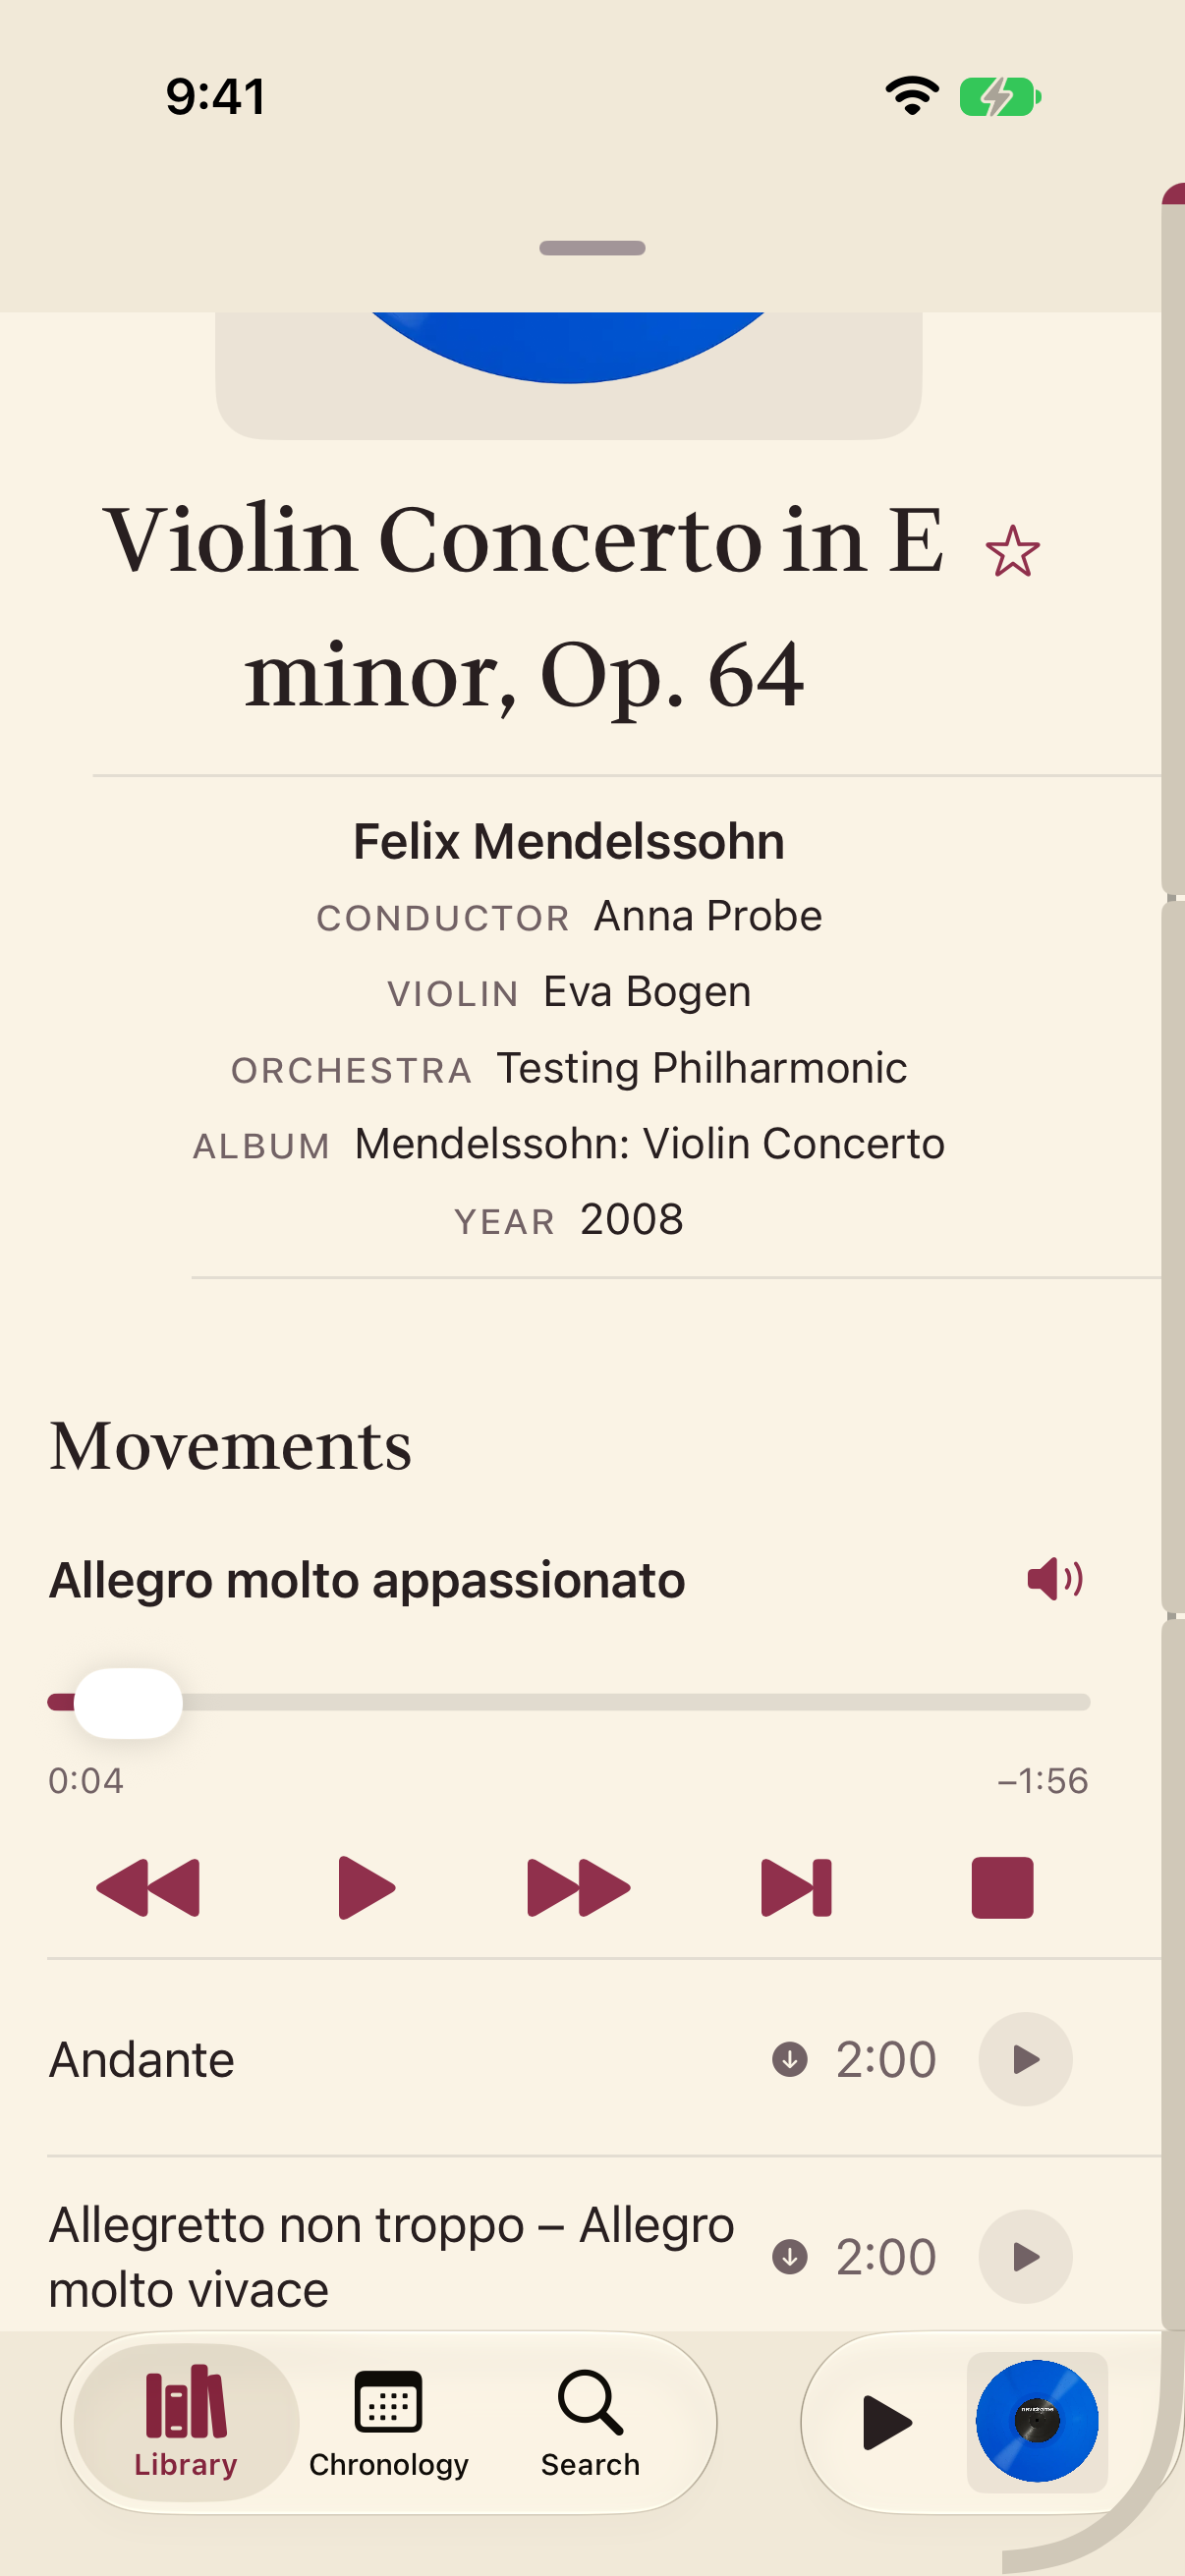 9:41
Violin Concerto in E
minor, Op. 64
Felix Mendelssohn
CONDUCTOR Anna Probe
VIOLIN Eva Bogen
ORCHESTRA Testing Philharmonic
ALBUM Mendelssohn: Violin Concerto
YEAR 2008
Movements
Allegro molto appassionato
0:04 –1:56
Andante 2:00
Allegretto non troppo – Allegro
molto vivace 2:00
Library Chronology Search